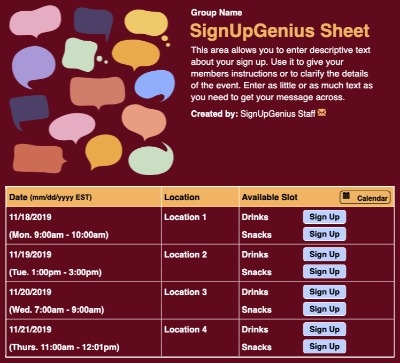 Group Name
SignUpGenius Sheet
This area allows you to enter descriptive text
about your sign up. Use it to give your
members instructions or to clarify the details
of the event. Enter as little or as much text as
you need to get your message across.
Created by: SignUpGenius Staff
Date (mm/dd/yyyy EST) Location Available Slot Calendar
11/18/2019 Location 1 Drinks Sign Up
(Mon. 9:00am - 10:00am) Snacks Sign Up
11/19/2019 Location 2 Drinks Sign Up
(Tue. 1:00pm - 3:00pm) Snacks Sign Up
11/20/2019 Location 3 Drinks Sign Up
(Wed. 7:00am - 9:00am) Snacks Sign Up
11/21/2019 Location 4 Drinks Sign Up
(Thurs. 11:00am - 12:01pm) Snacks Sign Up